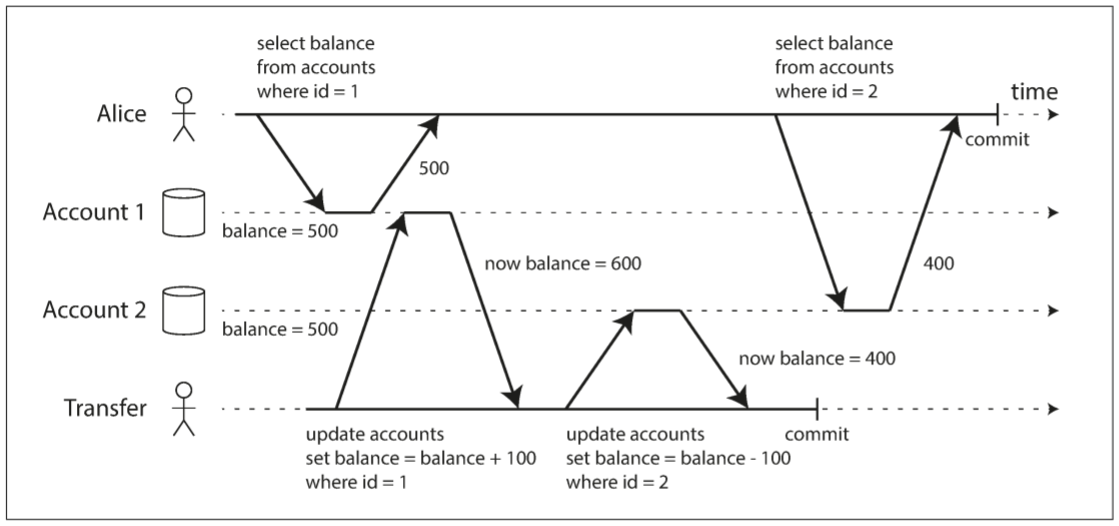 select balance
from accounts
where id = 1
select balance
from accounts
where id = 2
time
Alice
commit
500
Account 1
balance = 500
now balance = 600
400
Account 2
balance = 500
now balance = 400
Transfer
update accounts
set balance = balance + 100
where id = 1
update accounts
set balance = balance - 100
where id = 2
commit